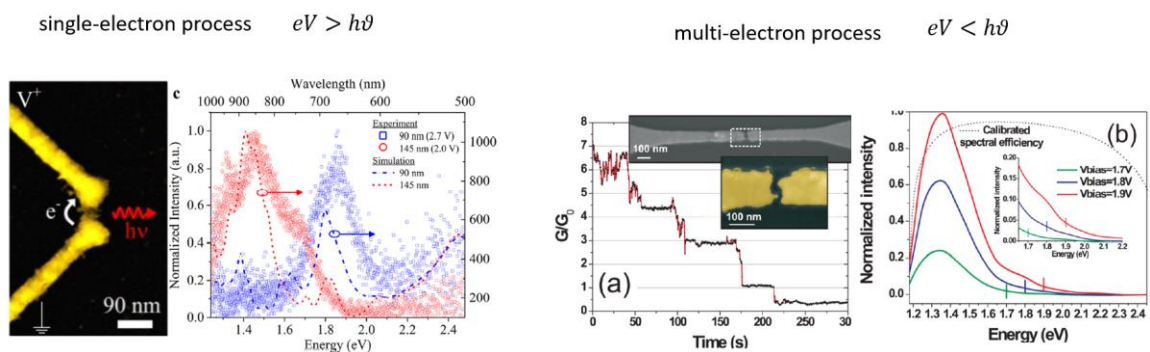 single-electron process eV > hϑ
multi-electron process eV < hϑ
V⁺
e⁻
hν
90 nm
c
Wavelength (nm)
1000 900 800 700 600 500
Normalized Intensity (a.u.)
1.0
0.8
0.6
0.4
0.2
0.0
Experiment
90 nm (2.7 V)
145 nm (2.0 V)
Simulation
90 nm
145 nm
1000
800
600
400
200
1.4 1.6 1.8 2.0 2.2 2.4
Energy (eV)
G/G₀
8
7
6
5
4
3
2
1
0
100 nm
100 nm
(a)
0 50 100 150 200 250 300
Time (s)
Normalized intensity
1.0
0.8
0.6
0.4
0.2
0.0
(b)
Calibrated
spectral efficiency
Vbias=1.7V
Vbias=1.8V
Vbias=1.9V
Normalized intensity
0.20
0.15
0.10
0.05
0.00
1.7 1.8 1.9 2.0 2.1 2.2
Energy (eV)
1.2 1.3 1.4 1.5 1.6 1.7 1.8 1.9 2.0 2.1 2.2 2.3 2.4
Energy (eV)